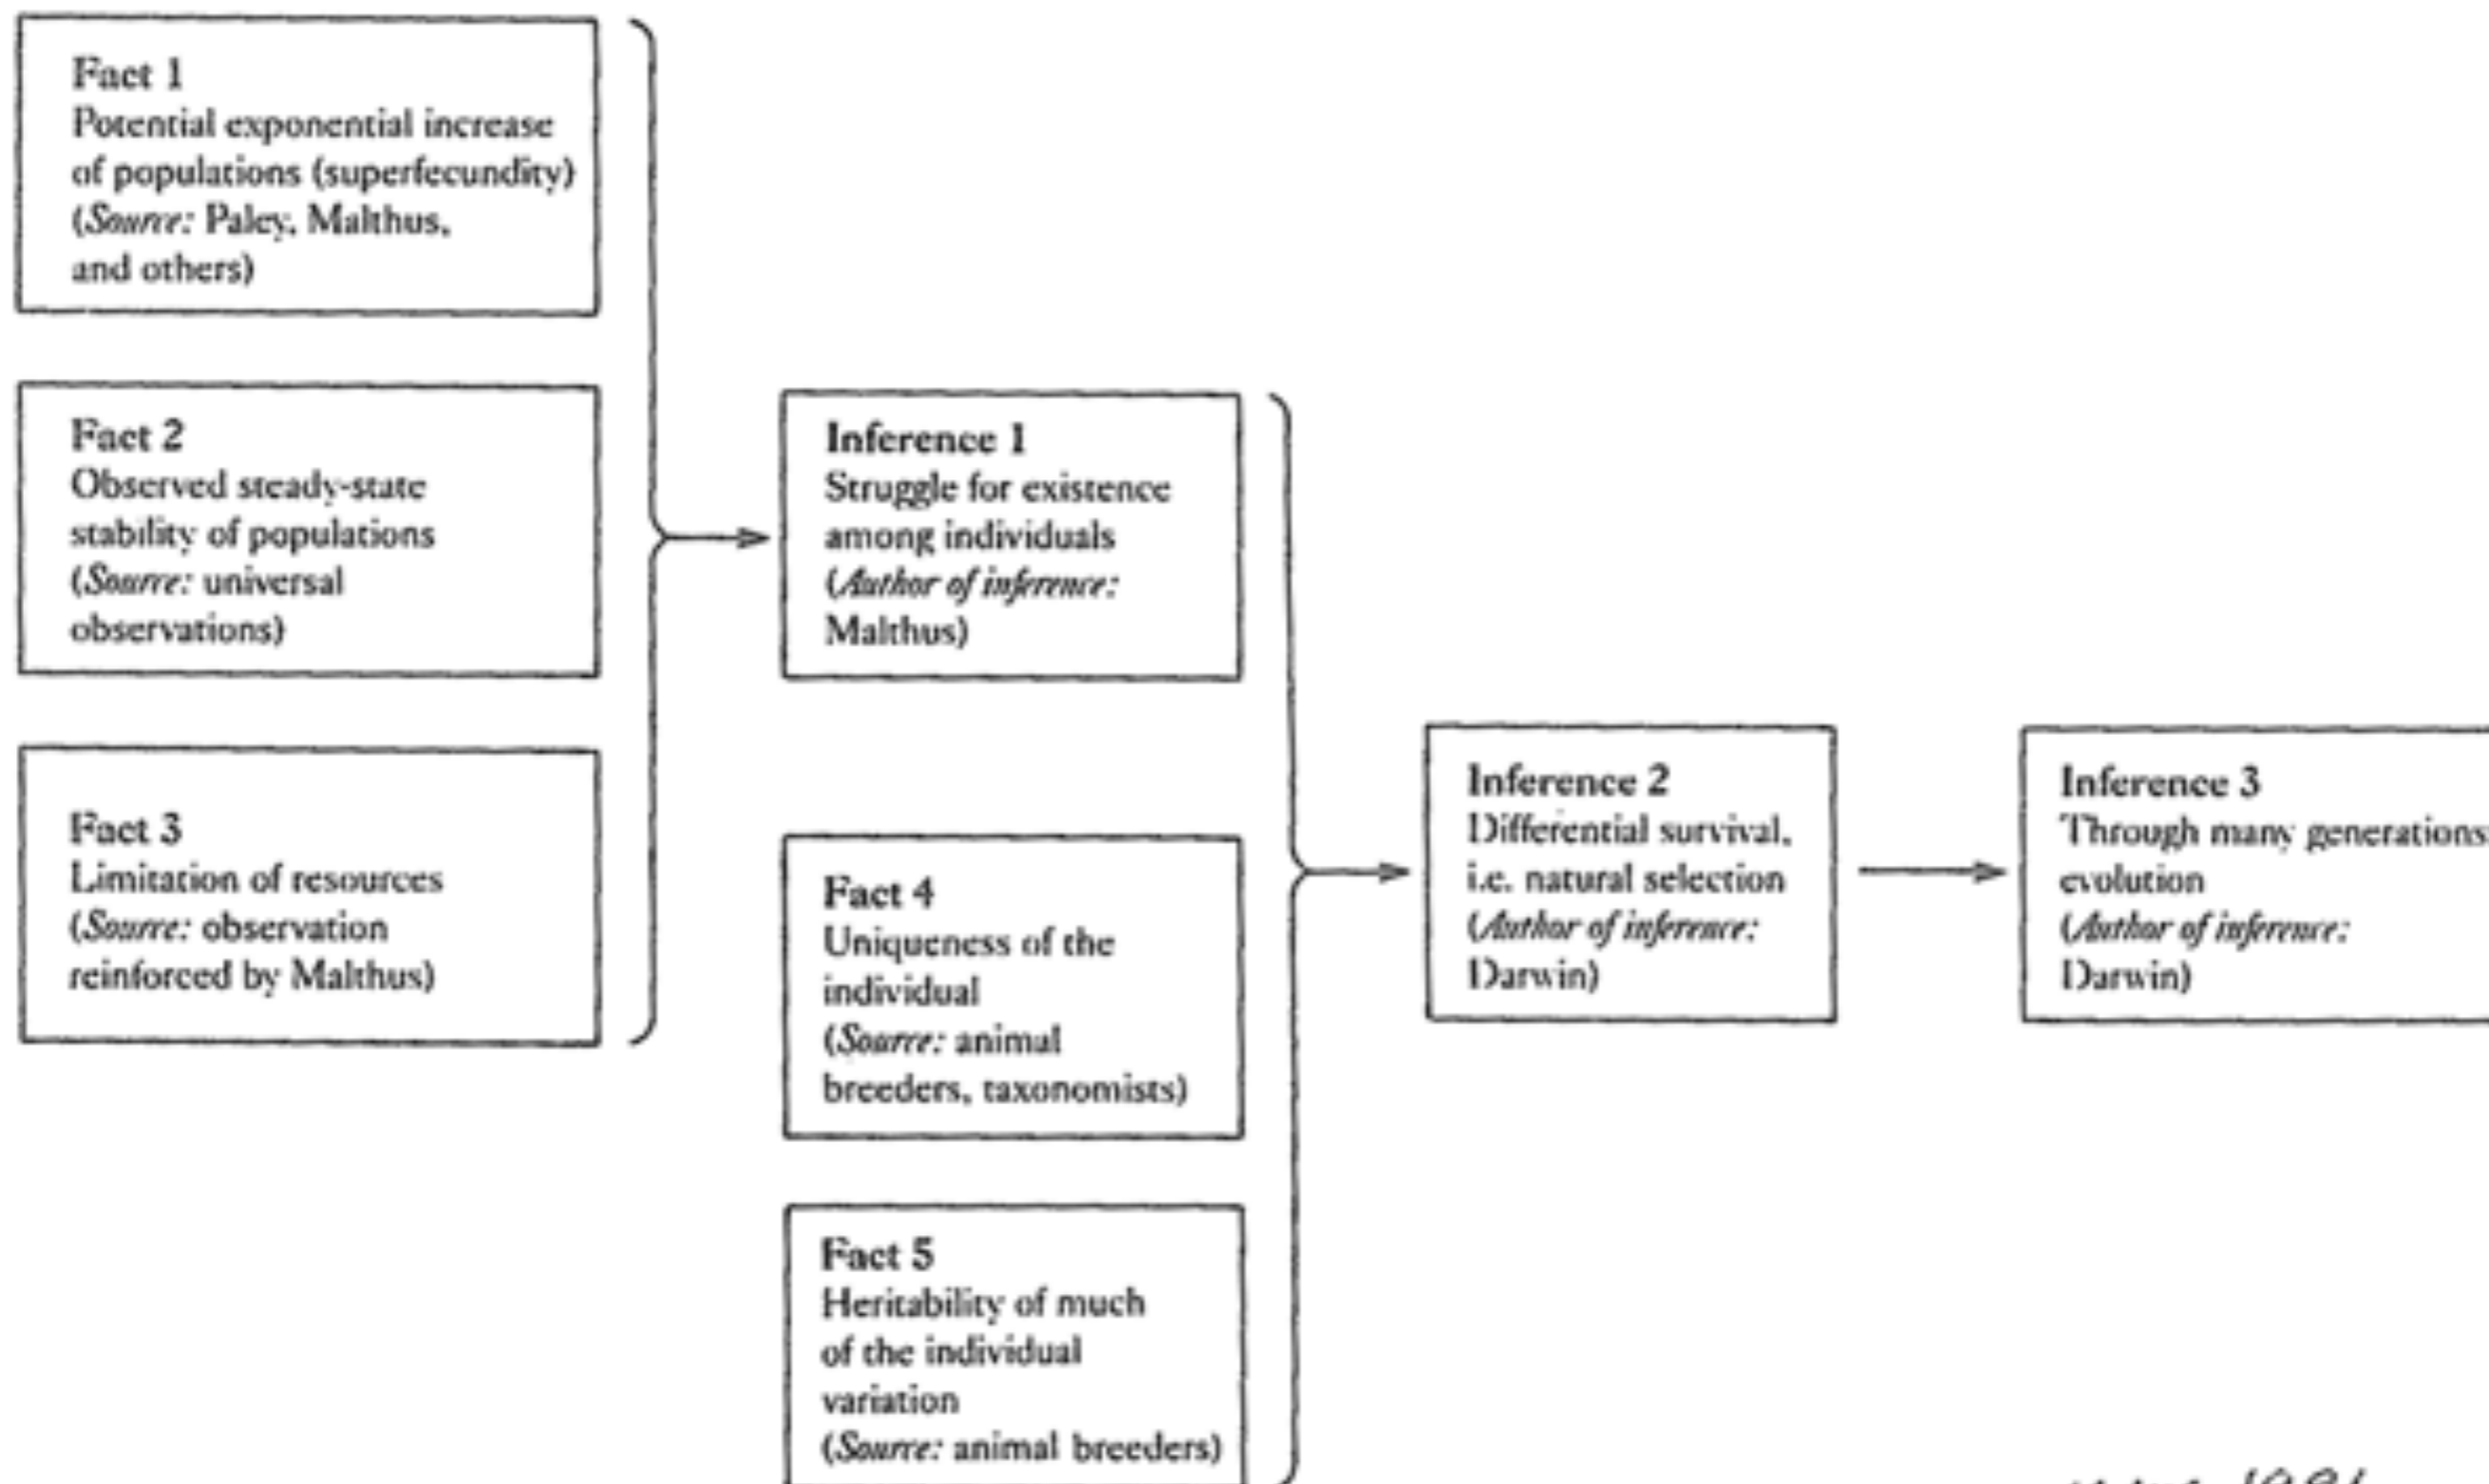 Fact 1
Potential exponential increase
of populations (superfecundity)
(Source: Paley, Malthus,
and others)
Fact 2
Observed steady-state
stability of populations
(Source: universal
observations)
Fact 3
Limitation of resources
(Source: observation
reinforced by Malthus)
Inference 1
Struggle for existence
among individuals
(Author of inference:
Malthus)
Fact 4
Uniqueness of the
individual
(Source: animal
breeders, taxonomists)
Fact 5
Heritability of much
of the individual
variation
(Source: animal breeders)
Inference 2
Differential survival,
i.e. natural selection
(Author of inference:
Darwin)
Inference 3
Through many generations
evolution
(Author of inference:
Darwin)
1991